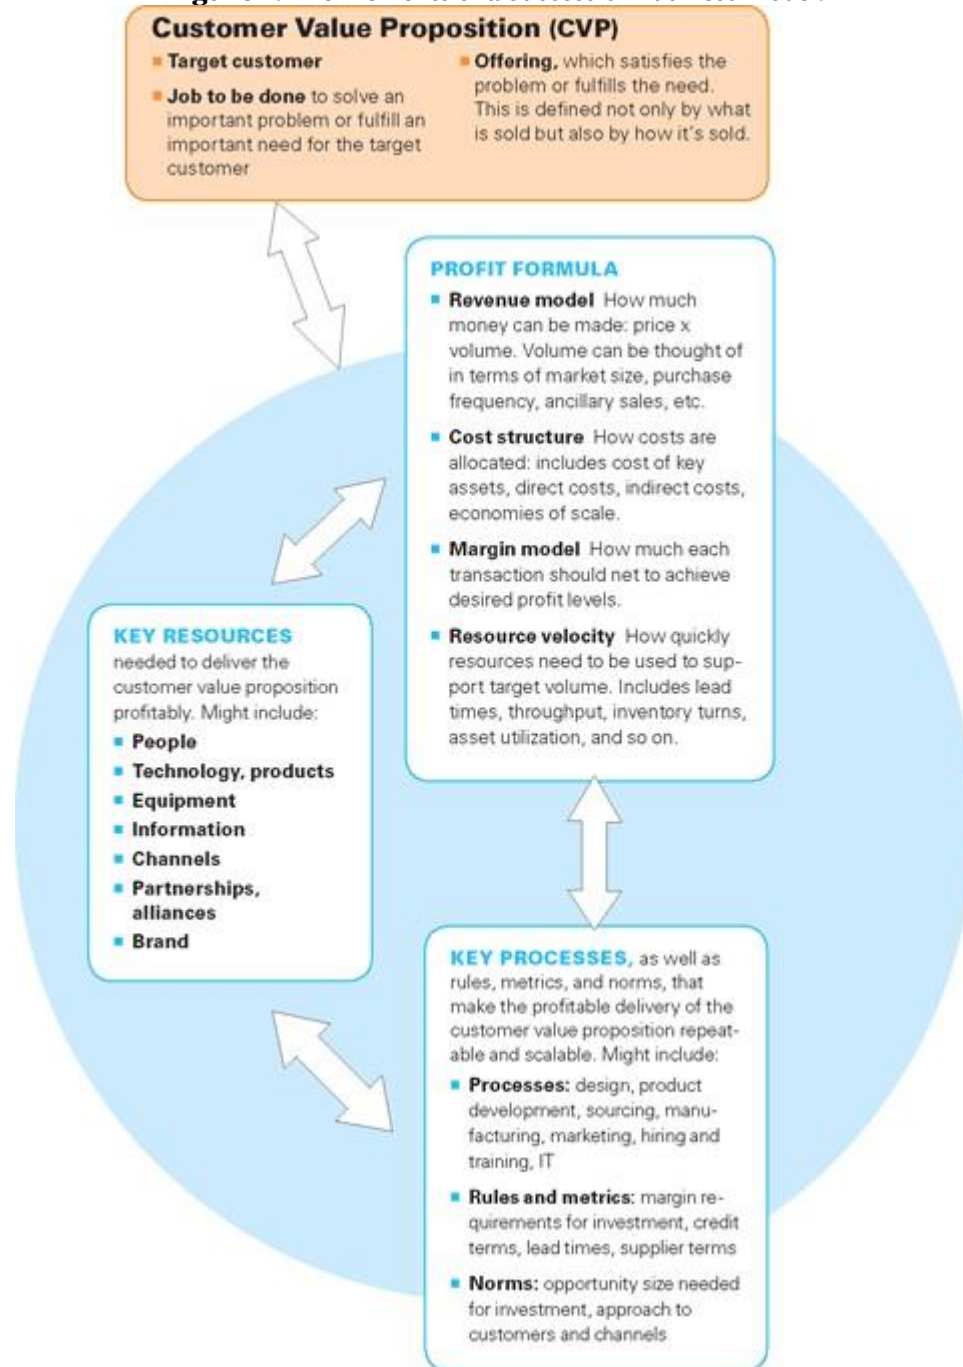 Customer Value Proposition (CVP)
Target customer
Job to be done to solve an
important problem or fulfill an
important need for the target
customer
Offering, which satisfies the
problem or fulfills the need.
This is defined not only by what
is sold but also by how it's sold.
PROFIT FORMULA
Revenue model How much
money can be made: price x
volume. Volume can be thought of
in terms of market size, purchase
frequency, ancillary sales, etc.
Cost structure How costs are
allocated: includes cost of key
assets, direct costs, indirect costs,
economies of scale.
Margin model How much each
transaction should net to achieve
desired profit levels.
Resource velocity How quickly
resources need to be used to sup-
port target volume. Includes lead
times, throughput, inventory turns,
asset utilization, and so on.
KEY RESOURCES
needed to deliver the
customer value proposition
profitably. Might include:
People
Technology, products
Equipment
Information
Channels
Partnerships,
alliances
Brand
KEY PROCESSES, as well as
rules, metrics, and norms, that
make the profitable delivery of the
customer value proposition repeat-
able and scalable. Might include:
Processes: design, product
development, sourcing, manu-
facturing, marketing, hiring and
training, IT
Rules and metrics: margin re-
quirements for investment, credit
terms, lead times, supplier terms
Norms: opportunity size needed
for investment, approach to
customers and channels